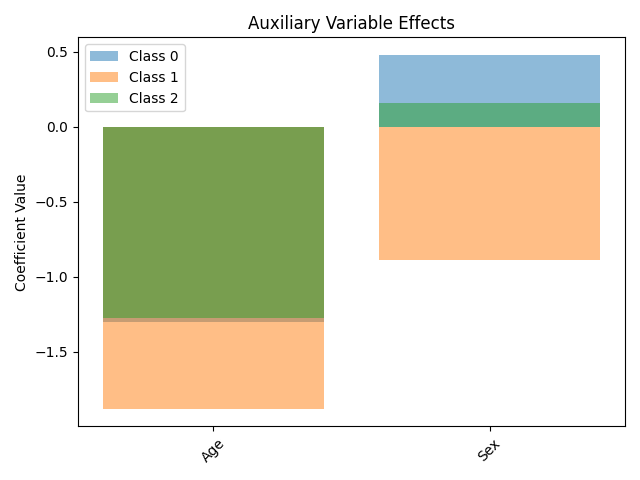 Auxiliary Variable Effects
Class 0
Class 1
Class 2
Coefficient Value
0.5
0.0
−0.5
−1.0
−1.5
Age
Sex